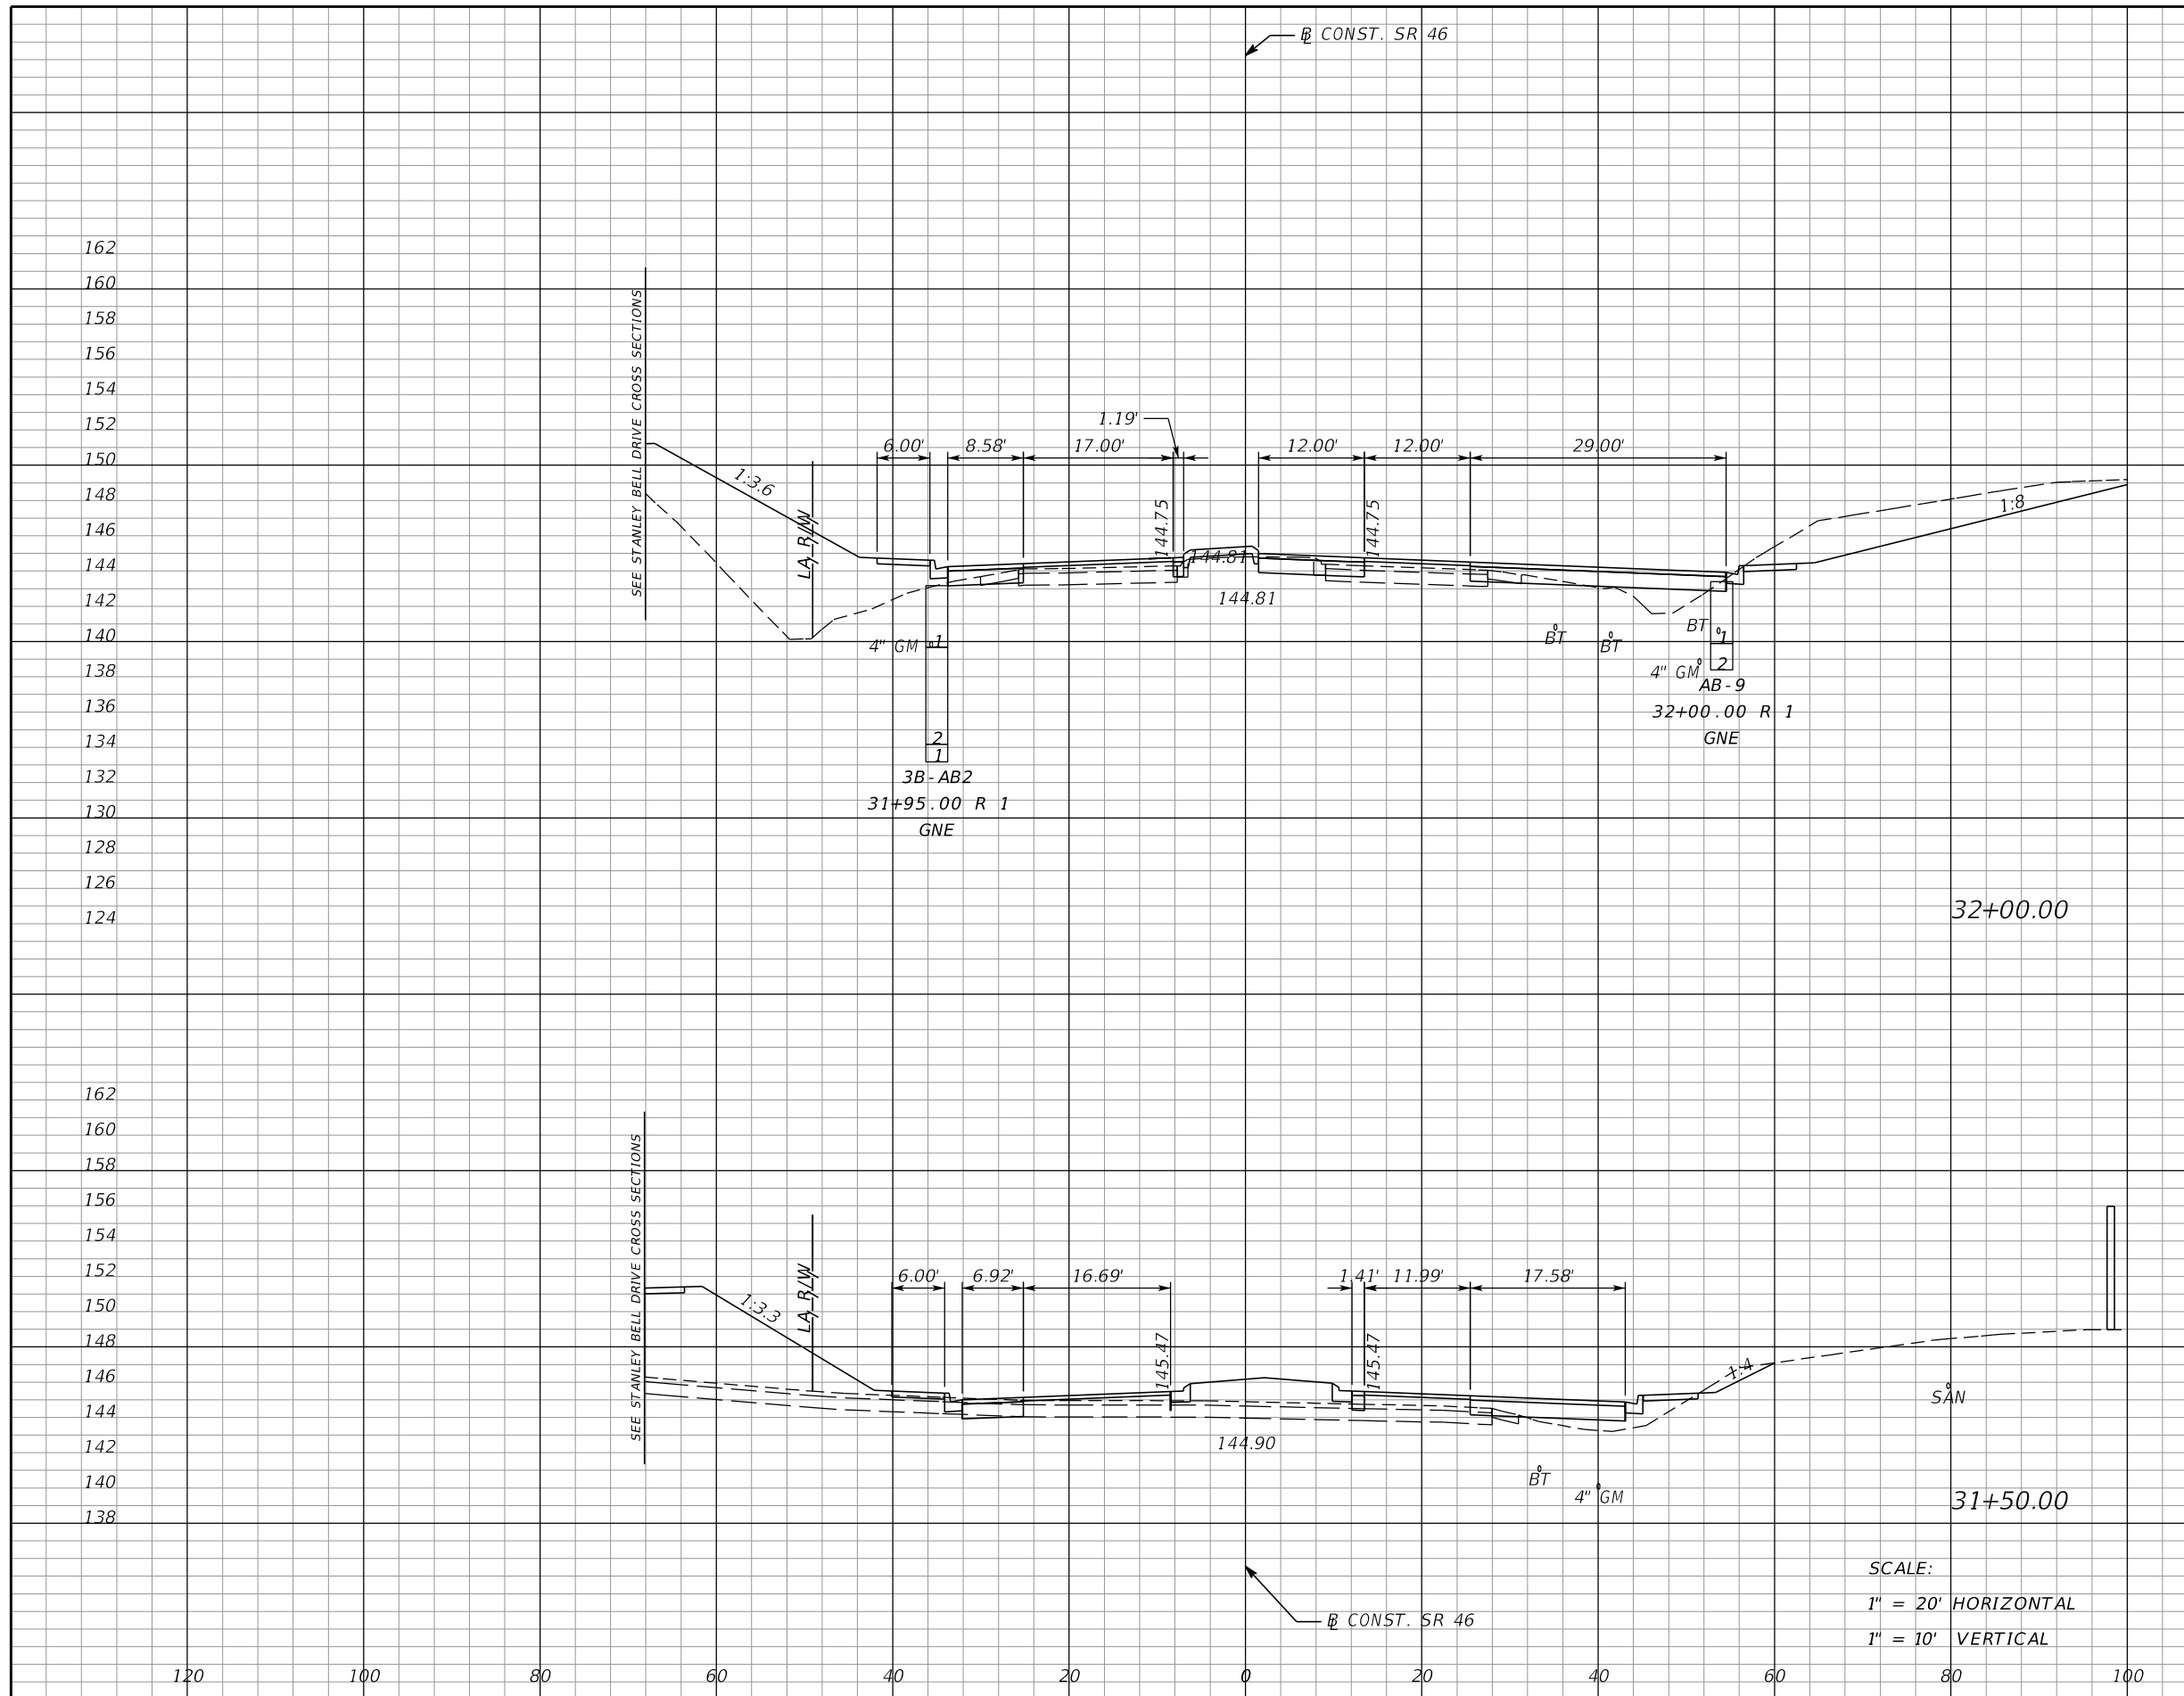 BL CONST. SR 46
162
160
158
156
154
152
150
148
146
144
142
140
138
136
134
132
130
128
126
124
SEE STANLEY BELL DRIVE CROSS SECTIONS
1:3.6
LA R/W
6.00'
8.58'
17.00'
1.19'
12.00'
12.00'
29.00'
144.75
144.81
144.75
144.81
1:8
4" GM
1
2
1
3B-AB2
31+95.00 R 1
GNE
BT
BT
BT
4" GM
1
2
AB-9
32+00.00 R 1
GNE
32+00.00
162
160
158
156
154
152
150
148
146
144
142
140
138
SEE STANLEY BELL DRIVE CROSS SECTIONS
1:3.3
LA R/W
6.00'
6.92'
16.69'
1.41'
11.99'
17.58'
145.47
145.47
144.90
1:4
SAN
BT
4" GM
31+50.00
SCALE:
1" = 20' HORIZONTAL
1" = 10' VERTICAL
BL CONST. SR 46
120 100 80 60 40 20 0 20 40 60 80 100